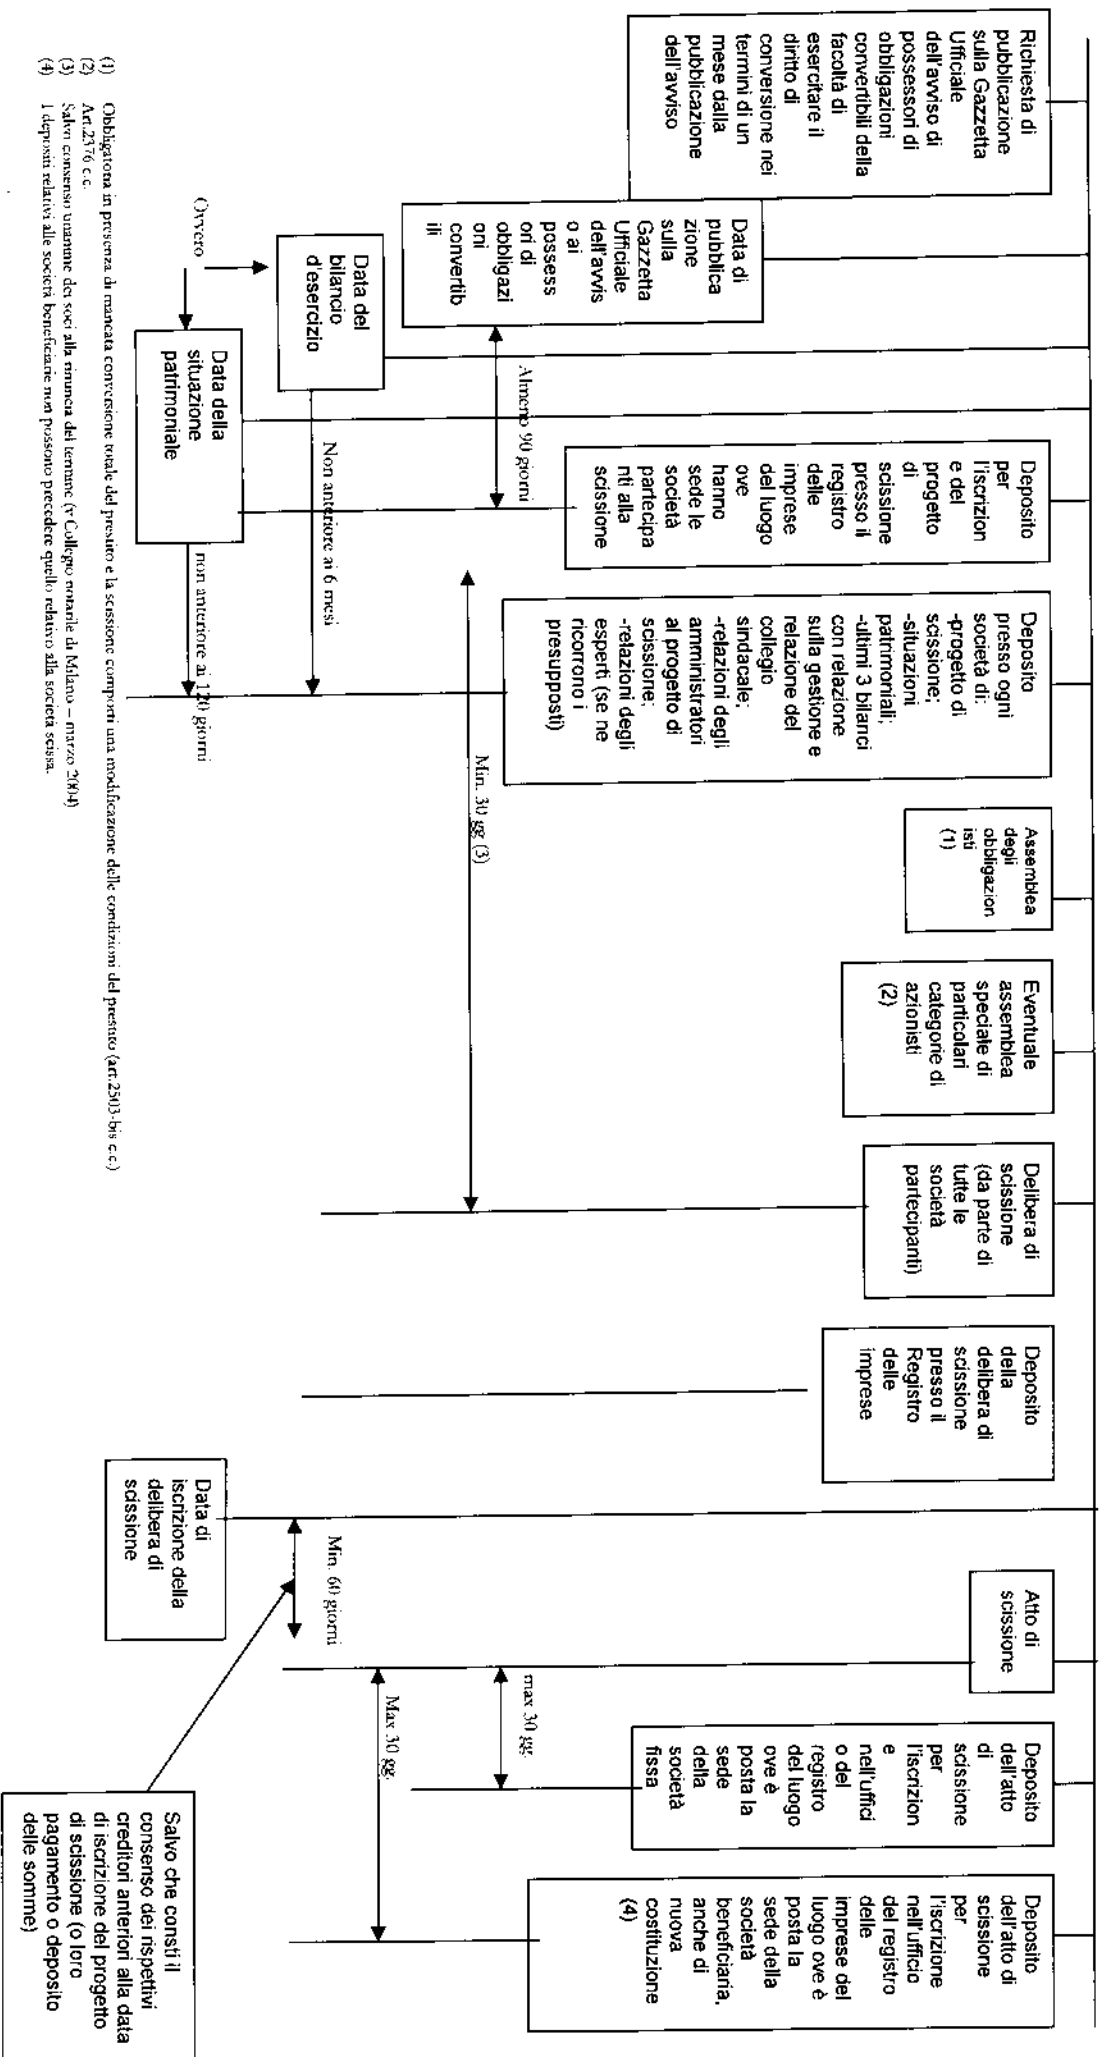 Richiesta di
pubblicazione
sulla Gazzetta
Ufficiale
dell'avviso di
possessori di
obbligazioni
convertibili della
facoltà di
esercitare il
diritto di
conversione nei
termini di un
mese dalla
pubblicazione
dell'avviso
Data di
pubblica
zione
sulla
Gazzetta
Ufficiale
dell'avvis
o ai
possess
ori di
obbligazi
oni
convertib
ili
Data del
bilancio
d'esercizio
Ovvero
Data della
situazione
patrimoniale
Almeno 90 giorni
Non anteriore ai 6 mesi
non anteriore ai 120 giorni
Deposito
per
l'iscrizion
e del
progetto
di
scissione
presso il
registro
delle
imprese
del luogo
ove
hanno
sede le
società
partecipa
nti alla
scissione
Deposito
presso ogni
società di:
-progetto di
scissione;
-situazioni
patrimoniali;
-ultimi 3 bilanci
con relazione
sulla gestione e
relazione del
collegio
sindacale;
-relazioni degli
amministratori
al progetto di
scissione;
-relazioni degli
esperti (se ne
ricorrono i
presupposti)
Min. 30 gg (3)
Assemblea
degli
obbligazion
isti
(1)
Eventuale
assemblea
speciale di
particolari
categorie di
azionisti
(2)
Delibera di
scissione
(da parte di
tutte le
società
partecipanti)
Deposito
della
delibera di
scissione
presso il
Registro
delle
imprese
Data di
iscrizione della
delibera di
scissione
Min. 60 giorni
Atto di
scissione
max 30 gg.
Max 30 gg.
Deposito
dell'atto
di
scissione
per
l'iscrizion
e
nell'uffici
o del
registro
del luogo
ove è
posta la
sede
della
società
fissa
Deposito
dell'atto di
scissione
per
l'iscrizione
nell'ufficio
del registro
delle
imprese del
luogo ove è
posta la
sede della
società
beneficiaria,
anche di
nuova
costituzione
(4)
Salvo che consti il
consenso dei rispettivi
creditori anteriori alla data
di iscrizione del progetto
di scissione (o loro
pagamento o deposito
delle somme)
(1) Obbligatoria in presenza di mancata conversione totale del prestito e la scissione comporti una modificazione delle condizioni del prestito (art.2503-bis c.c.)
(2) Art.2376 c.c.
(3) Salvo consenso unanime dei soci alla rinuncia del termine (v Collegio notarile di Milano – marzo 2004)
(4) I depositi relativi alle società beneficiarie non possono precedere quello relativo alla società scissa.